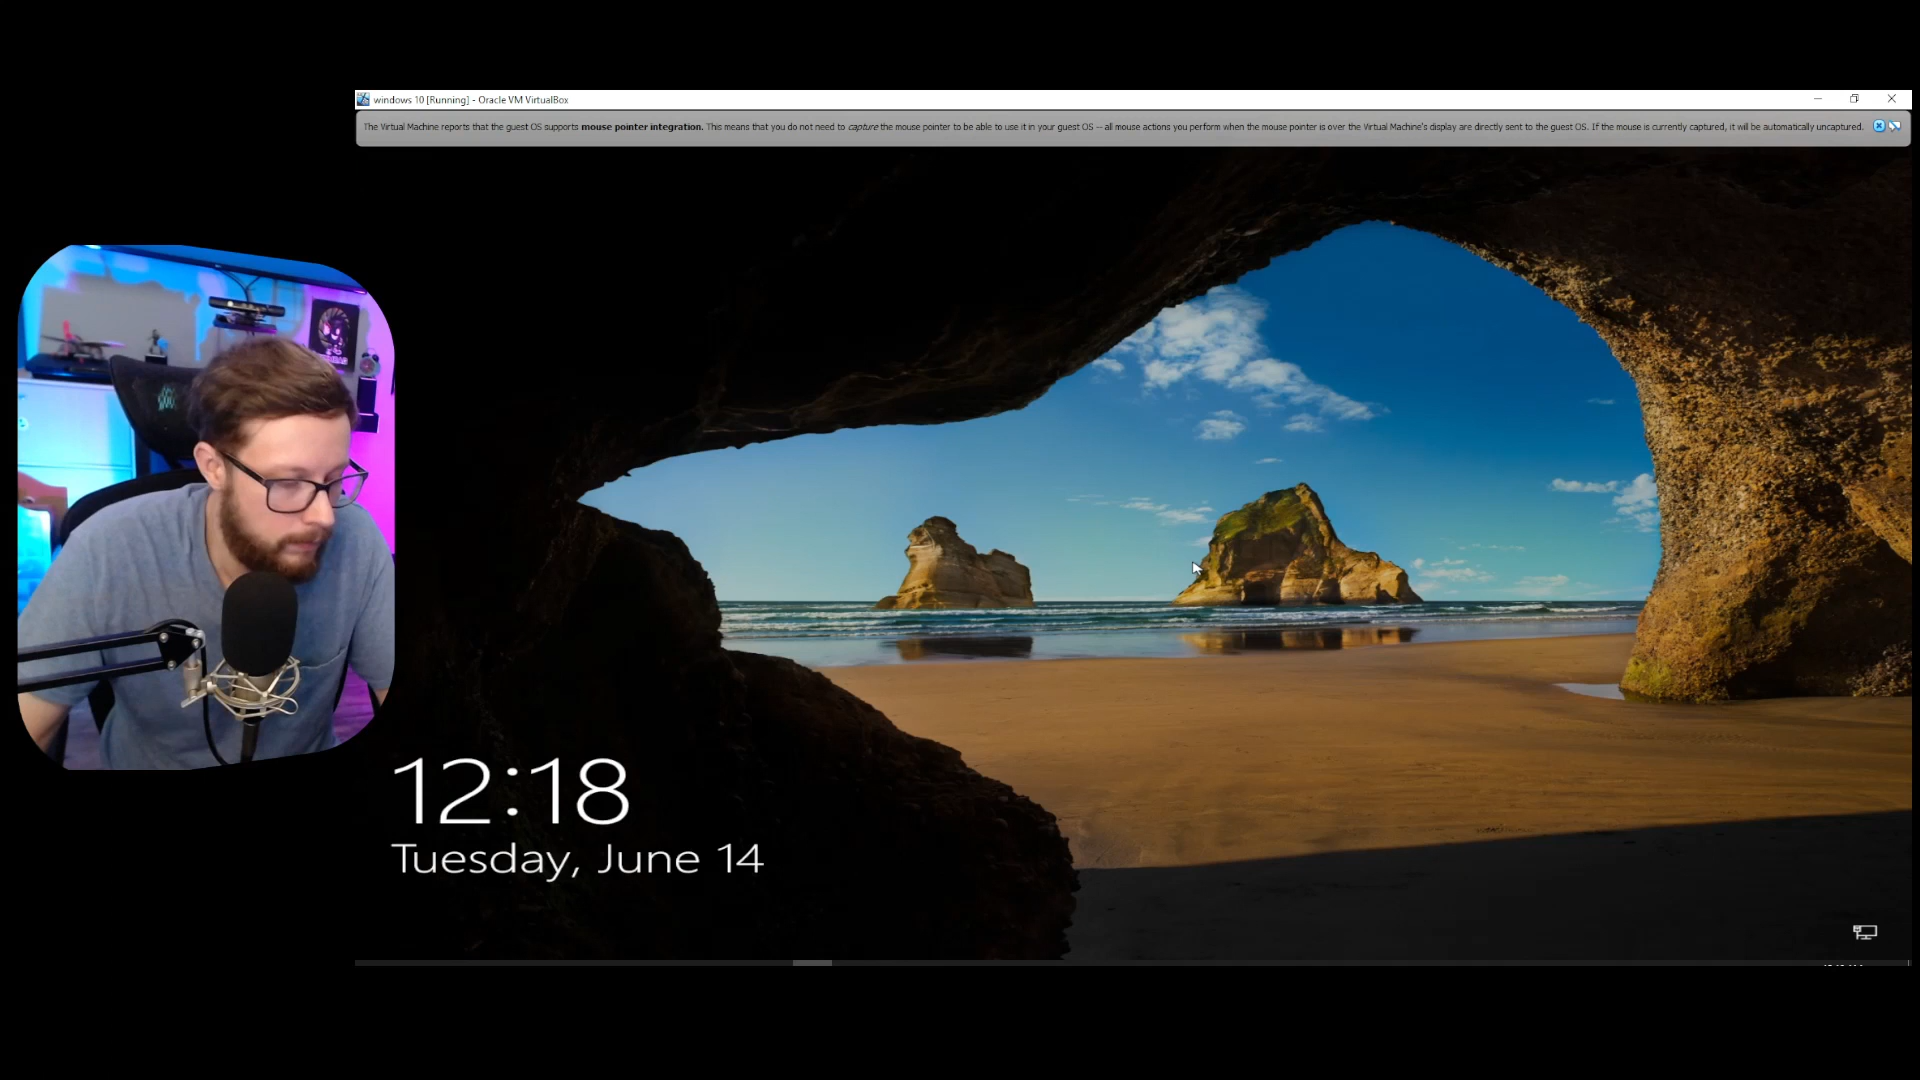 windows 10 [Running] - Oracle VM VirtualBox
The Virtual Machine reports that the guest OS supports mouse pointer integration. This means that you do not need to capture the mouse pointer to be able to use it in your guest OS -- all mouse actions you perform when the mouse pointer is over the Virtual Machine's display are directly sent to the guest OS. If the mouse is currently captured, it will be automatically uncaptured.
12:18
Tuesday, June 14